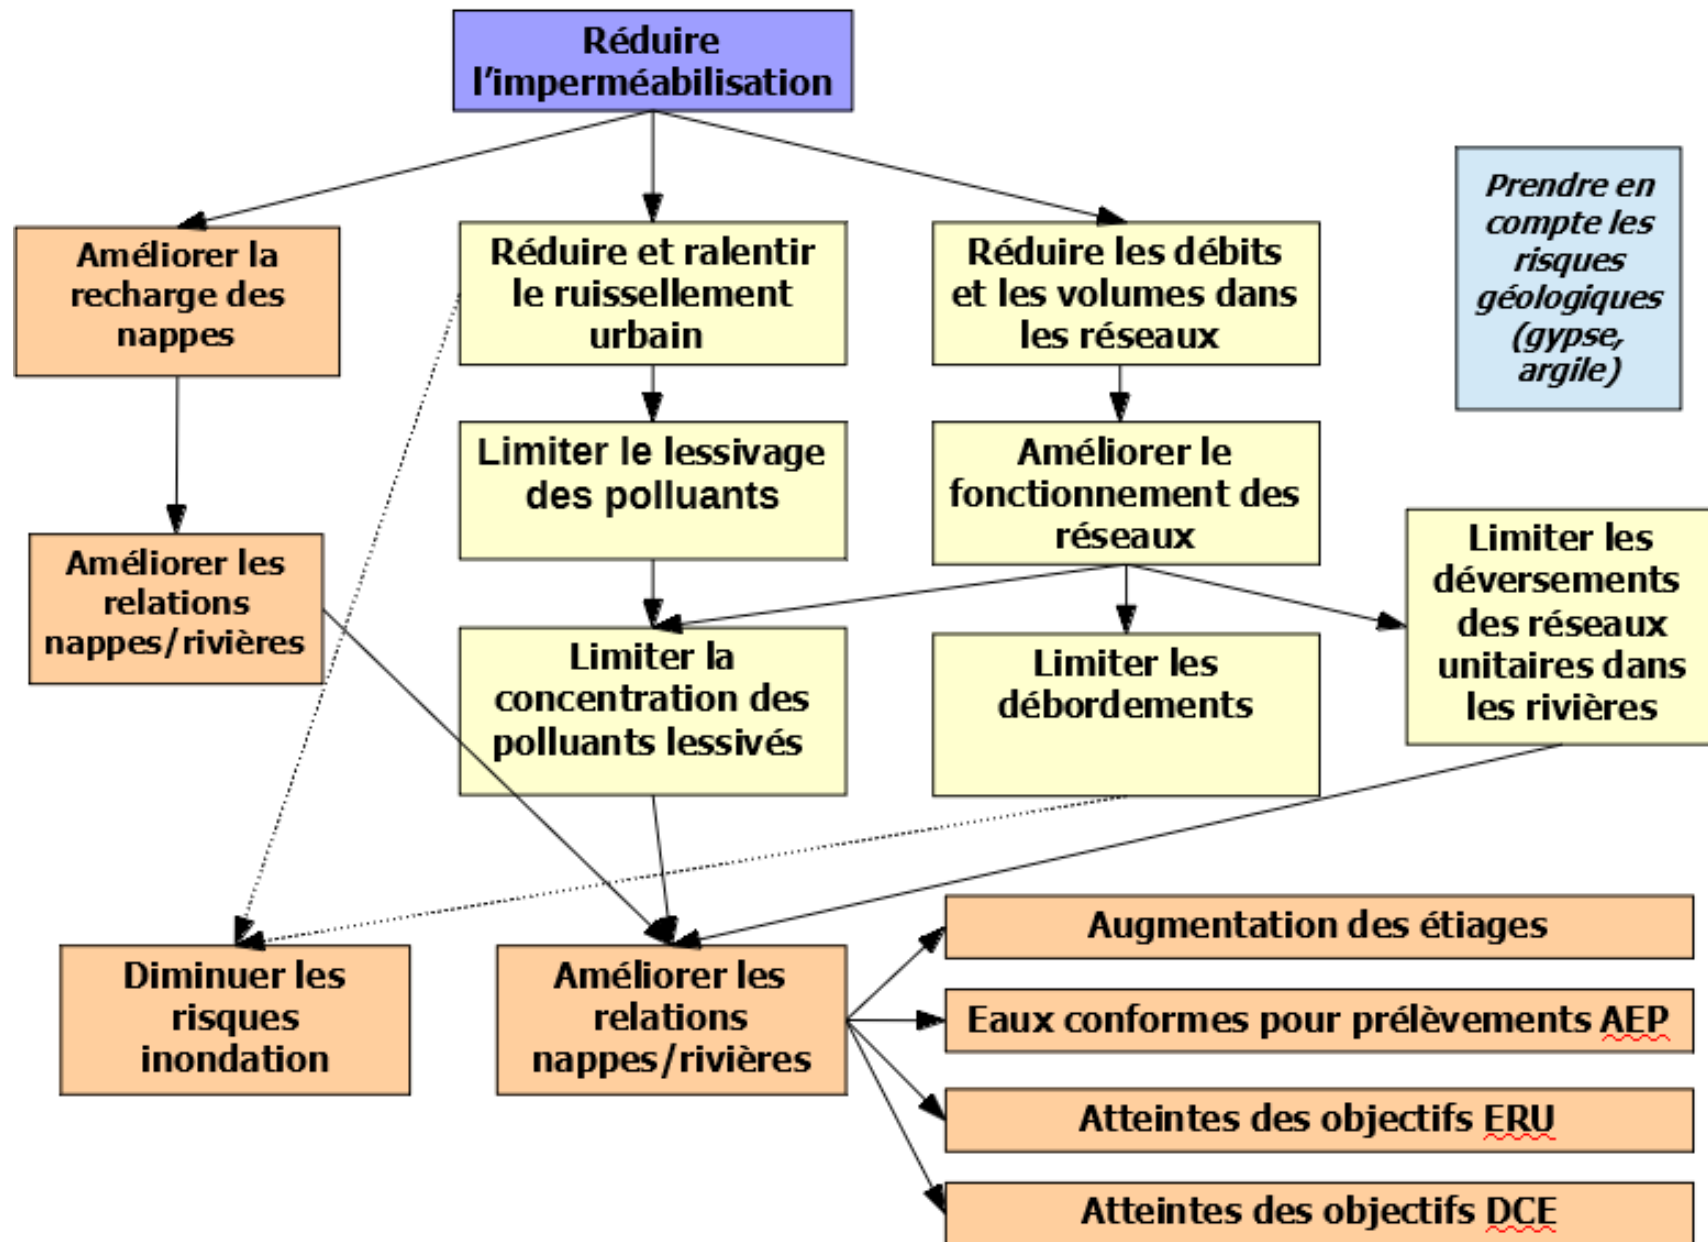 Réduire
l'imperméabilisation
Prendre en
compte les
risques
géologiques
(gypse,
argile)
Améliorer la
recharge des
nappes
Réduire et ralentir
le ruissellement
urbain
Réduire les débits
et les volumes dans
les réseaux
Limiter le lessivage
des polluants
Améliorer le
fonctionnement des
réseaux
Améliorer les
relations
nappes/rivières
Limiter les
déversements
des réseaux
unitaires dans
les rivières
Limiter la
concentration des
polluants lessivés
Limiter les
débordements
Diminuer les
risques
inondation
Améliorer les
relations
nappes/rivières
Augmentation des étiages
Eaux conformes pour prélèvements AEP
Atteintes des objectifs ERU
Atteintes des objectifs DCE